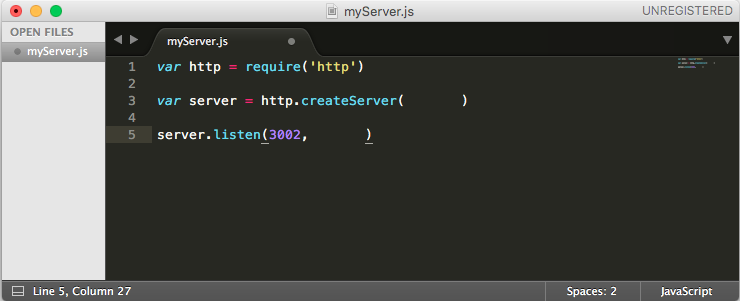 myServer.js
UNREGISTERED
OPEN FILES
myServer.js
myServer.js
1 var http = require('http')
2
3 var server = http.createServer(       )
4
5 server.listen(3002,       )
Line 5, Column 27
Spaces: 2
JavaScript